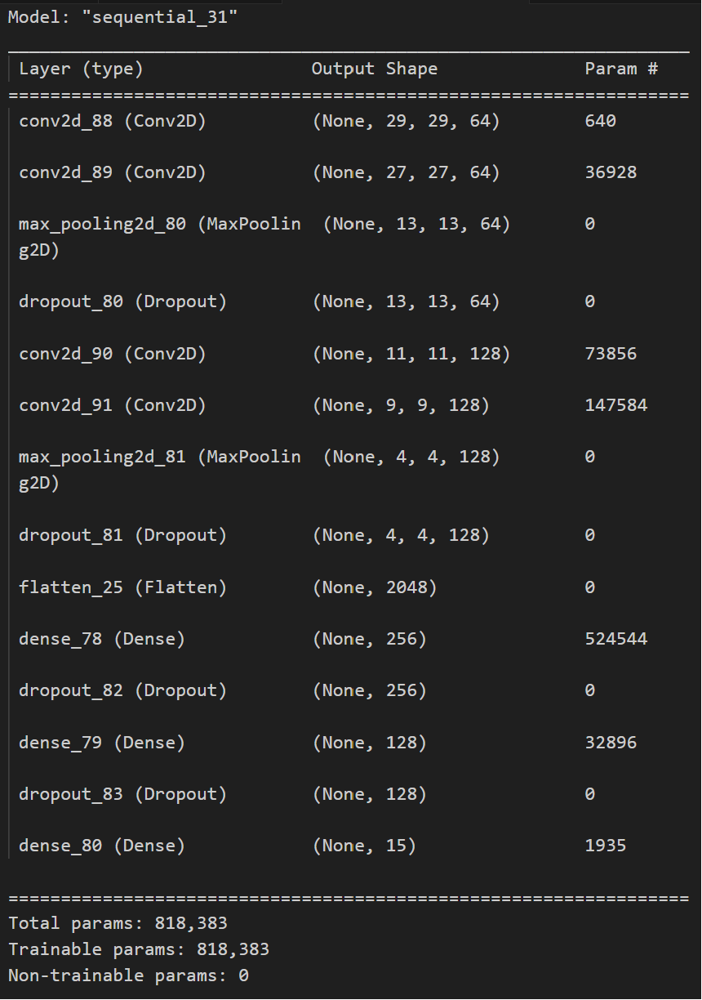 Model: "sequential_31"
_________________________________________________________________
Layer (type) Output Shape Param #
=================================================================
conv2d_88 (Conv2D) (None, 29, 29, 64) 640
conv2d_89 (Conv2D) (None, 27, 27, 64) 36928
max_pooling2d_80 (MaxPoolin (None, 13, 13, 64) 0
g2D)
dropout_80 (Dropout) (None, 13, 13, 64) 0
conv2d_90 (Conv2D) (None, 11, 11, 128) 73856
conv2d_91 (Conv2D) (None, 9, 9, 128) 147584
max_pooling2d_81 (MaxPoolin (None, 4, 4, 128) 0
g2D)
dropout_81 (Dropout) (None, 4, 4, 128) 0
flatten_25 (Flatten) (None, 2048) 0
dense_78 (Dense) (None, 256) 524544
dropout_82 (Dropout) (None, 256) 0
dense_79 (Dense) (None, 128) 32896
dropout_83 (Dropout) (None, 128) 0
dense_80 (Dense) (None, 15) 1935
=================================================================
Total params: 818,383
Trainable params: 818,383
Non-trainable params: 0